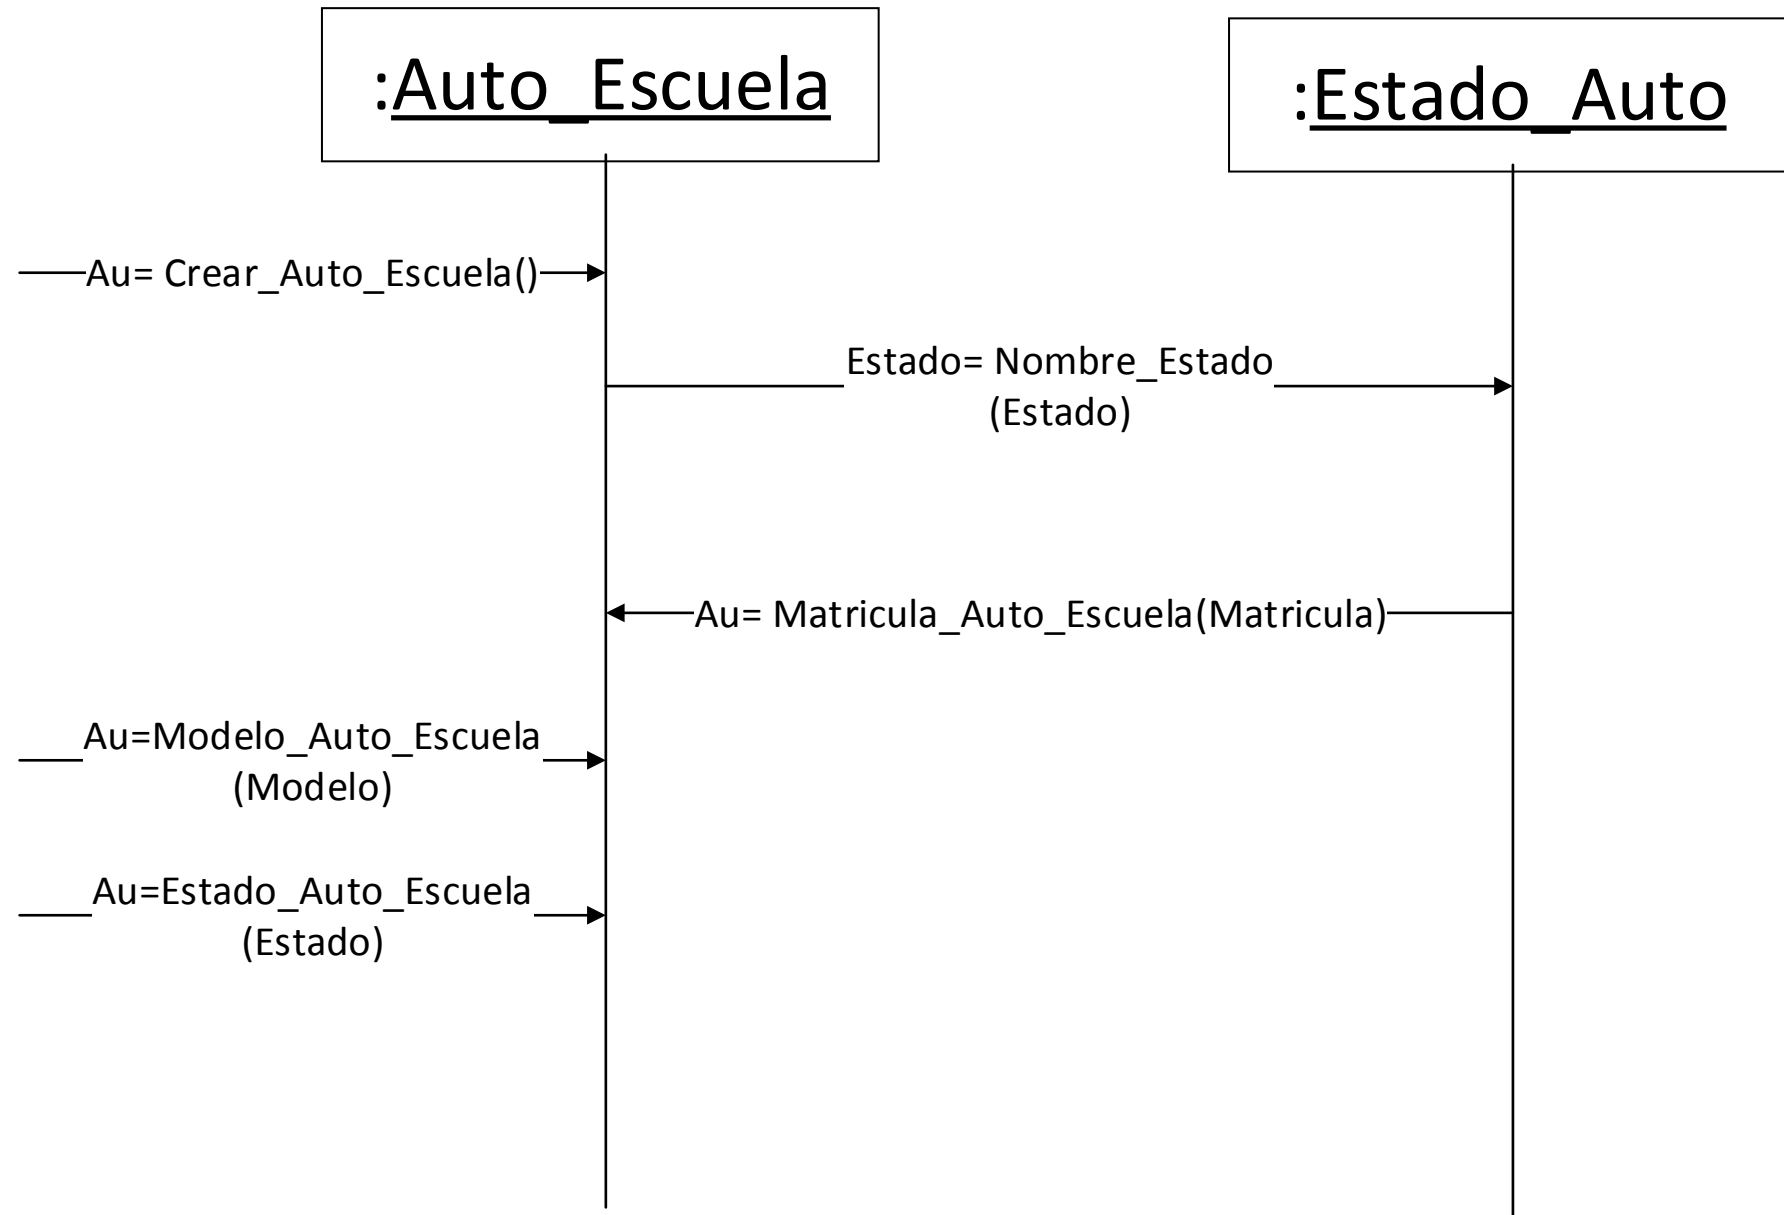 :Auto_Escuela
:Estado_Auto
Au= Crear_Auto_Escuela()
Estado= Nombre_Estado
(Estado)
Au= Matricula_Auto_Escuela(Matricula)
Au=Modelo_Auto_Escuela
(Modelo)
Au=Estado_Auto_Escuela
(Estado)